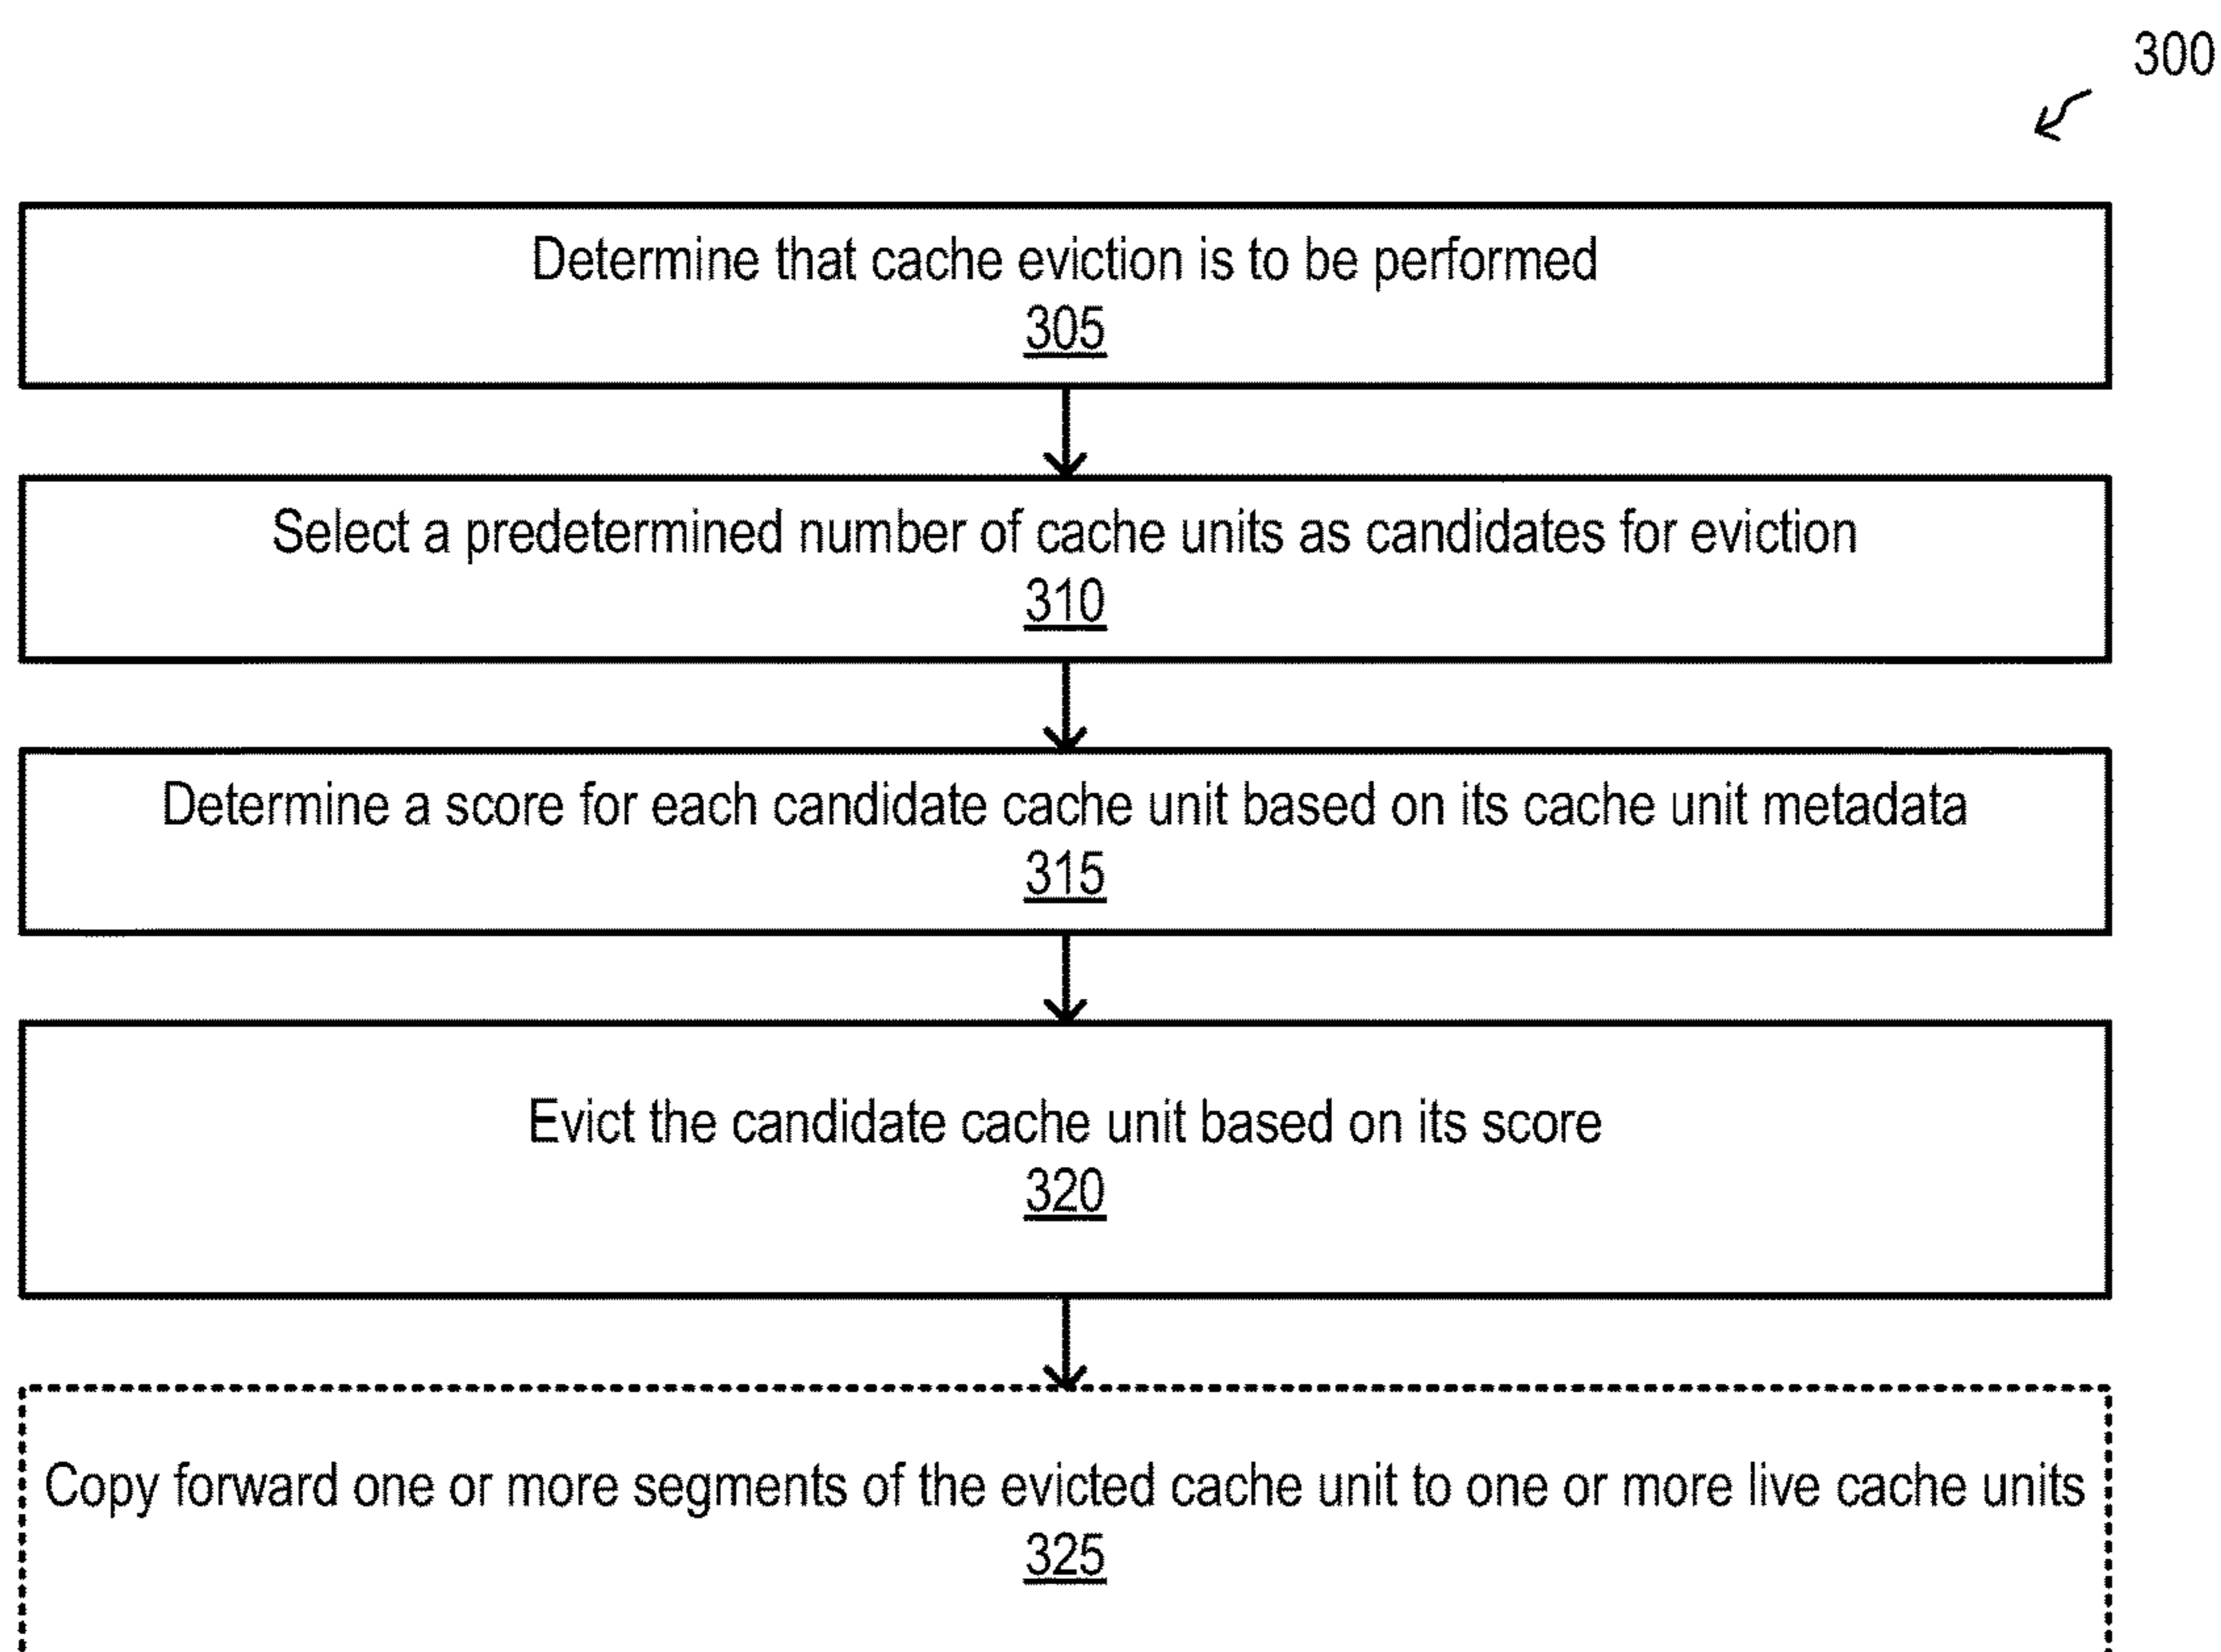 300
Determine that cache eviction is to be performed
305
Select a predetermined number of cache units as candidates for eviction
310
Determine a score for each candidate cache unit based on its cache unit metadata
315
Evict the candidate cache unit based on its score
320
Copy forward one or more segments of the evicted cache unit to one or more live cache units
325